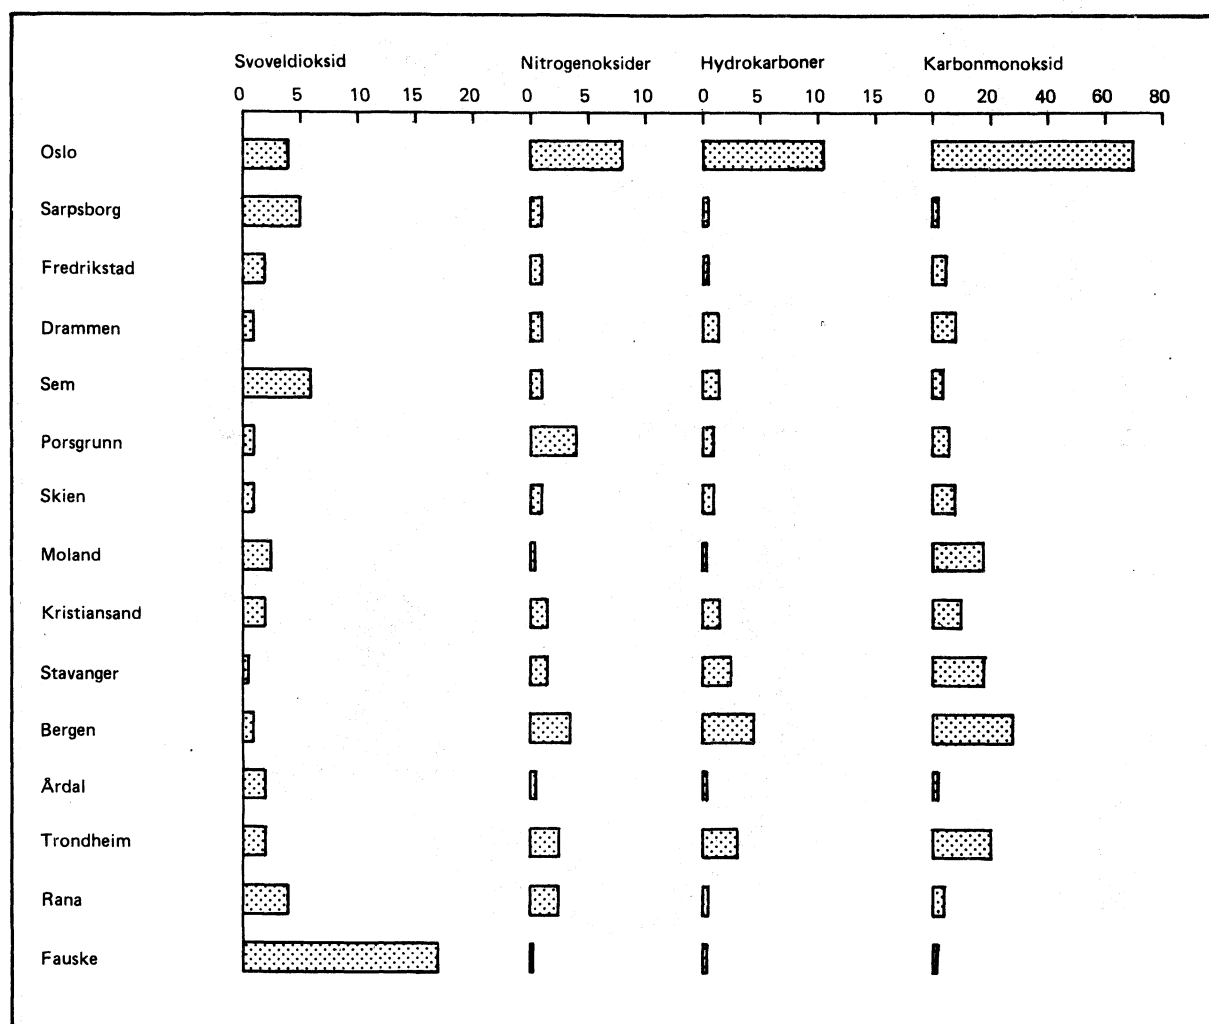 Svoveldioksid Nitrogenoksider Hydrokarboner Karbonmonoksid
0 5 10 15 20 0 5 10 0 5 10 15 0 20 40 60 80
Oslo
Sarpsborg
Fredrikstad
Drammen
Sem
Porsgrunn
Skien
Moland
Kristiansand
Stavanger
Bergen
Årdal
Trondheim
Rana
Fauske